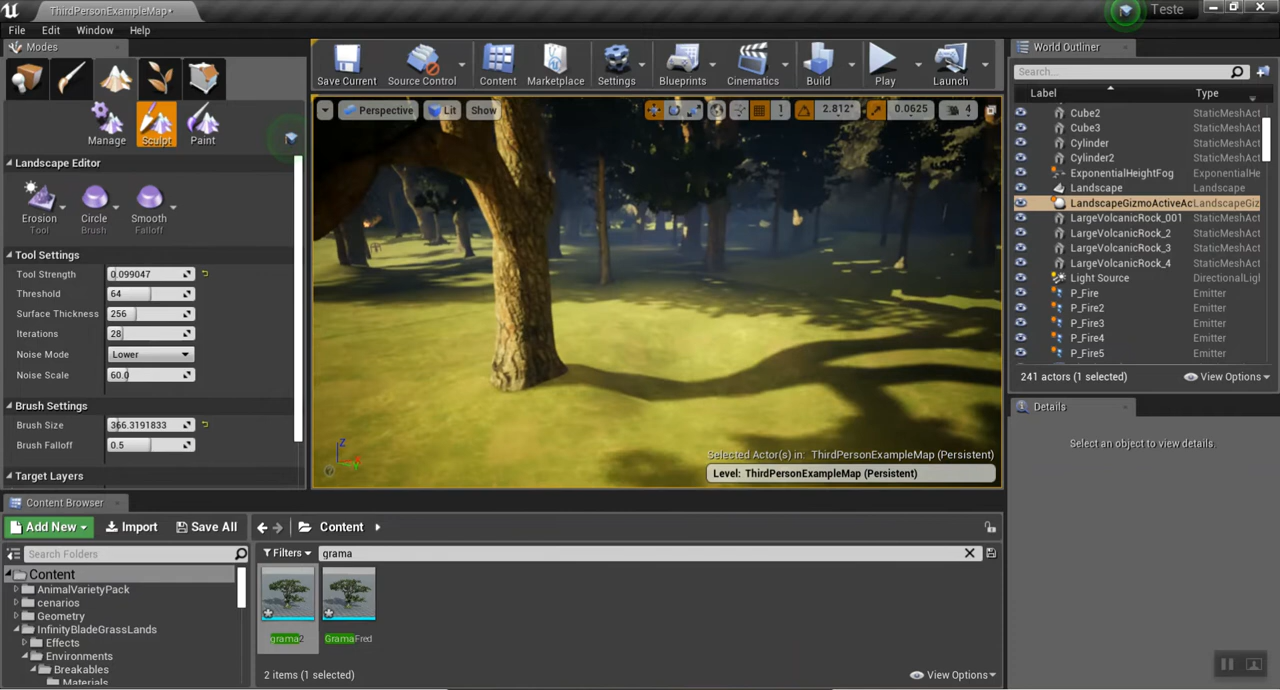 ThirdPersonExampleMap*
Teste
File Edit Window Help
Modes
Save Current Source Control Content Marketplace Settings Blueprints Cinematics Build Play Launch
World Outliner
Search...
Label Type
Manage Sculpt Paint
Perspective Lit Show 1 2.812° 0.0625 4
Landscape Editor
Erosion Circle Smooth
Tool Brush Falloff
Tool Settings
Tool Strength 0.099047
Threshold 64
Surface Thickness 256
Iterations 28
Noise Mode Lower
Noise Scale 60.0
Brush Settings
Brush Size 366.3191833
Brush Falloff 0.5
Target Layers
Cube2 StaticMeshAct
Cube3 StaticMeshAct
Cylinder StaticMeshAct
Cylinder2 StaticMeshAct
ExponentialHeightFog ExponentialHe
Landscape Landscape
LandscapeGizmoActiveAc LandscapeGiz
LargeVolcanicRock_001 StaticMeshAct
LargeVolcanicRock_2 StaticMeshAct
LargeVolcanicRock_3 StaticMeshAct
LargeVolcanicRock_4 StaticMeshAct
Light Source DirectionalLigh
P_Fire Emitter
P_Fire2 Emitter
P_Fire3 Emitter
P_Fire4 Emitter
P_Fire5 Emitter
241 actors (1 selected) View Options
Details
Select an object to view details.
Z
Selected Actor(s) in: ThirdPersonExampleMap (Persistent)
Level: ThirdPersonExampleMap (Persistent)
Content Browser
Add New Import Save All Content
Search Folders
Filters grama
Content
AnimalVarietyPack
cenarios
Geometry
InfinityBladeGrassLands
Effects
Environments
Breakables
Materials
grama2 GramaFred
2 items (1 selected) View Options